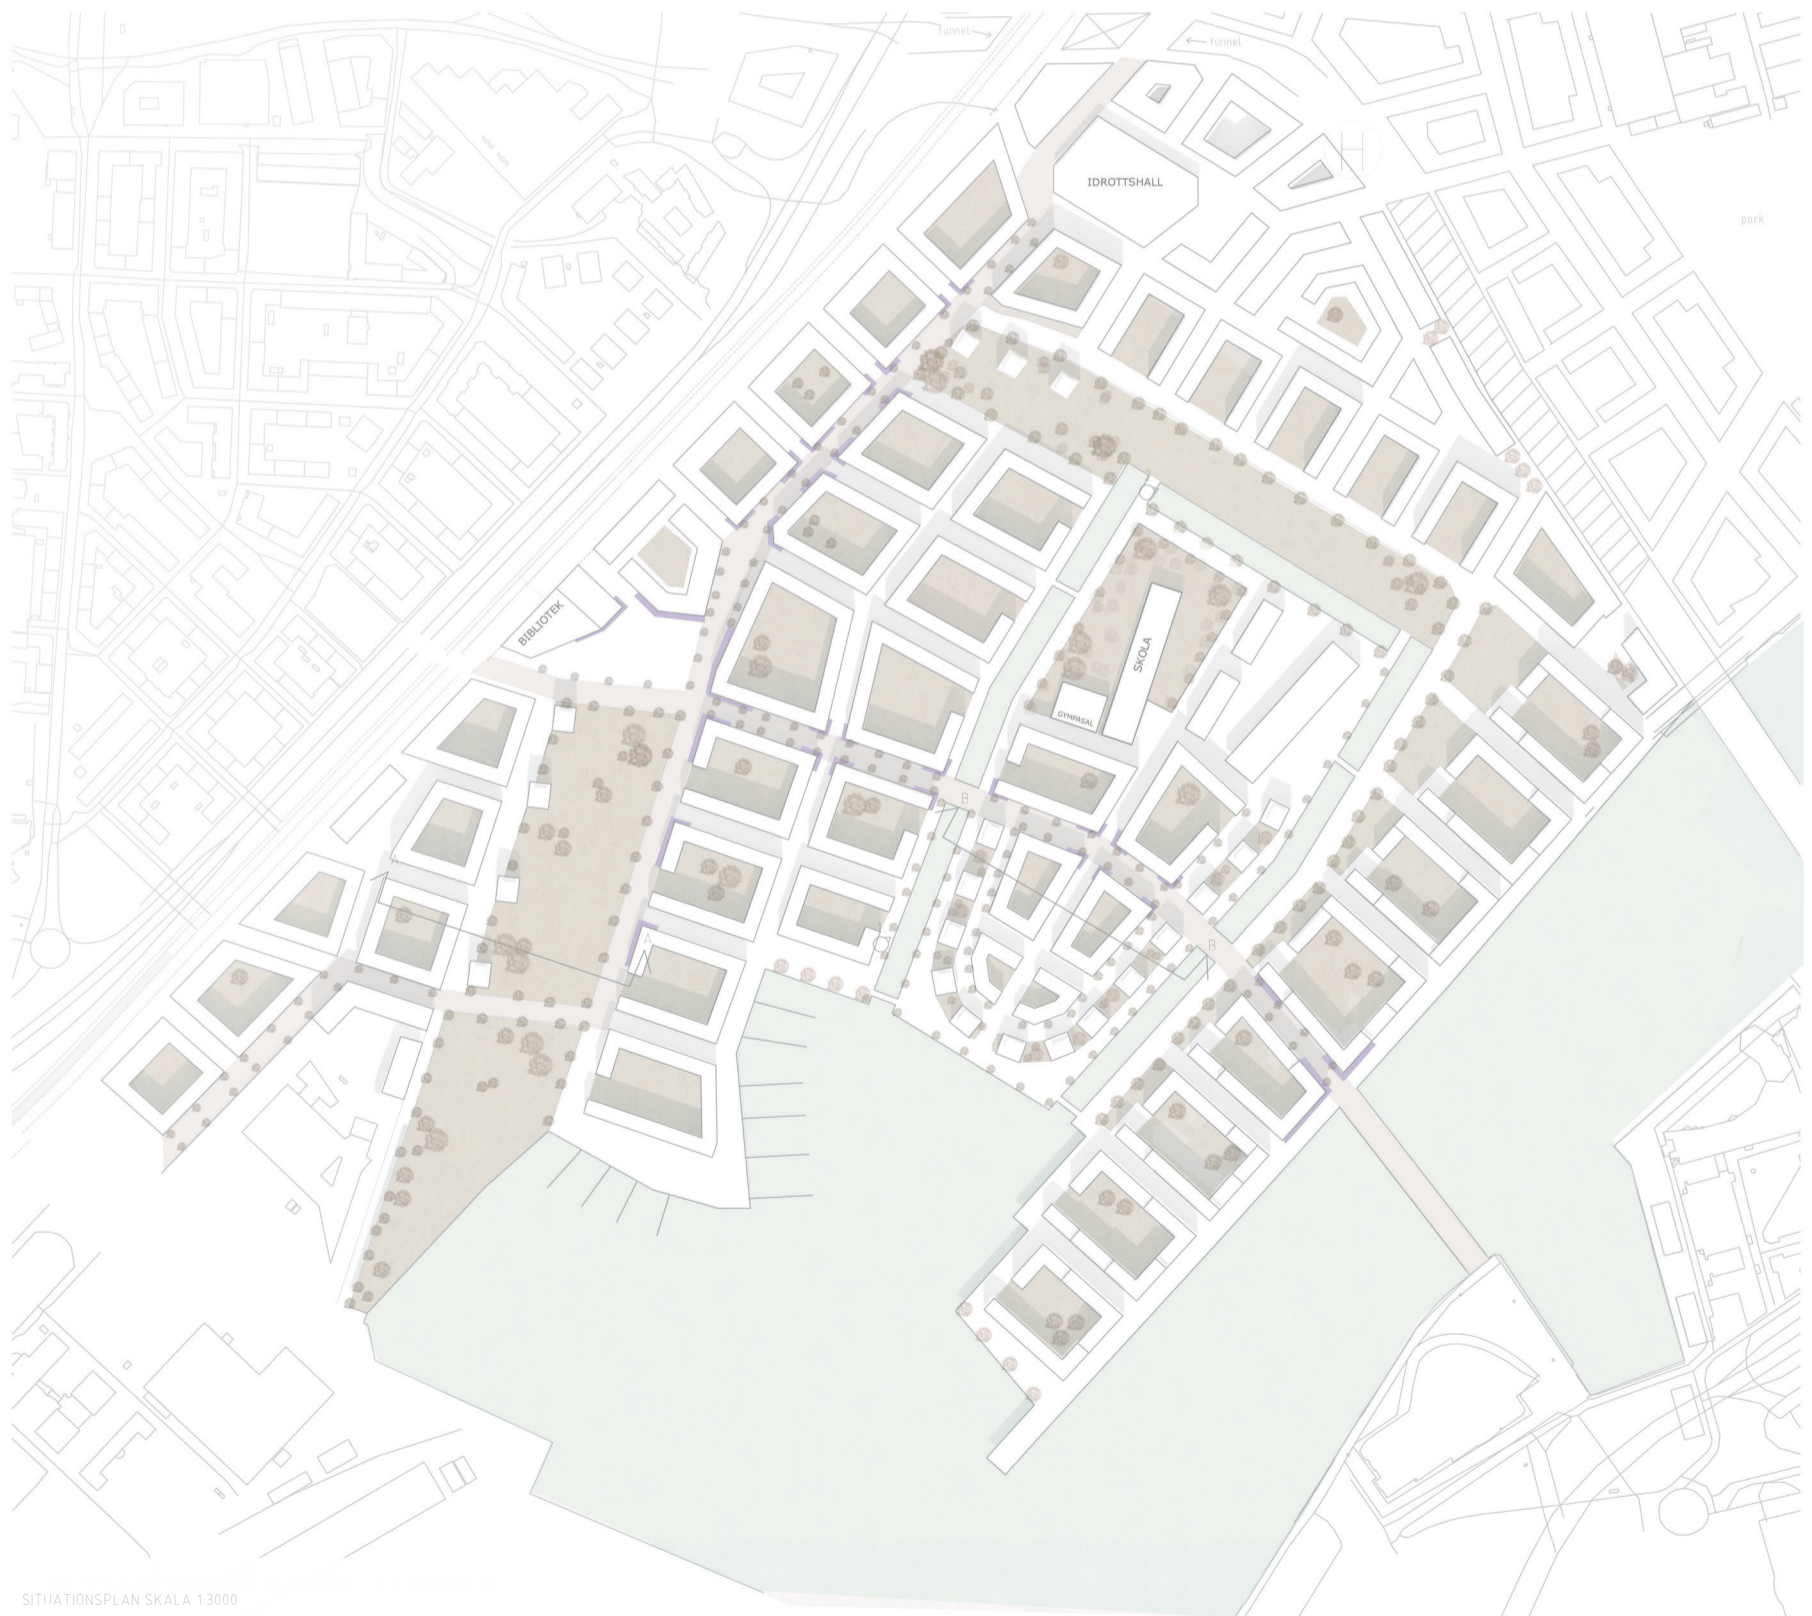 tunnel
tunnel
H
IDROTTSHALL
park
BIBLIOTEK
SKOLA
GYMPASAL
B
A
A
B
SITUATIONSPLAN SKALA 1:3000